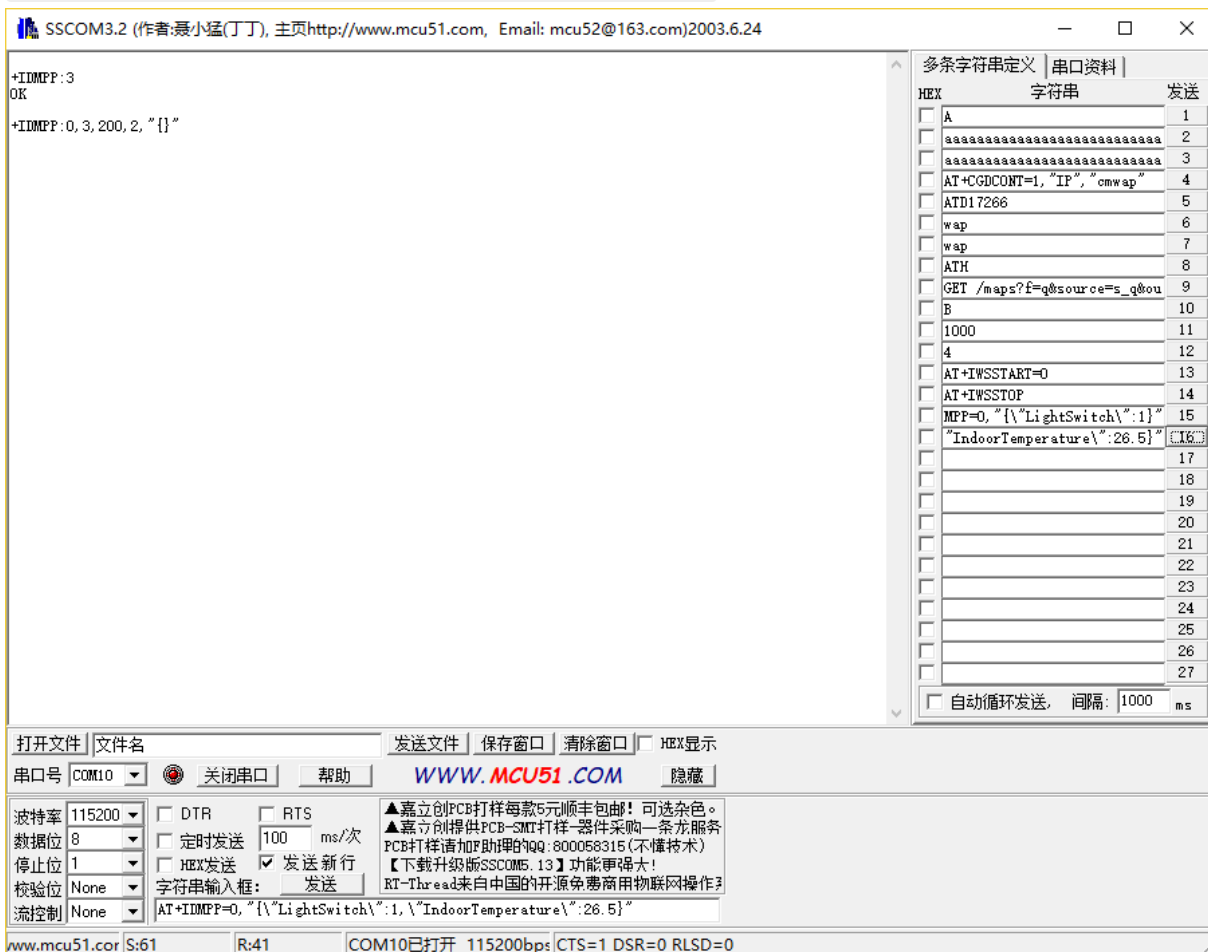 SSCOM3.2 (作者:聂小猛(丁丁), 主页http://www.mcu51.com, Email: mcu52@163.com)2003.6.24
+IDMPP:3
OK
+IDMPP:0,3,200,2,"{}"
多条字符串定义 串口资料
HEX 字符串 发送
A 1
aaaaaaaaaaaaaaaaaaaaaaaaaaa 2
aaaaaaaaaaaaaaaaaaaaaaaaaaa 3
AT+CGDCONT=1,"IP","cmwap" 4
ATD17266 5
wap 6
wap 7
ATH 8
GET /maps?f=q&source=s_q&ou 9
B 10
1000 11
4 12
AT+IWSSTART=0 13
AT+IWSSTOP 14
MPP=0,"{\"LightSwitch\":1}" 15
"IndoorTemperature\":26.5}" 16
17
18
19
20
21
22
23
24
25
26
27
自动循环发送, 间隔: 1000 ms
打开文件 文件名 发送文件 保存窗口 清除窗口 HEX显示
串口号 COM10 关闭串口 帮助 WWW.MCU51.COM 隐藏
波特率 115200 DTR RTS
数据位 8 定时发送 100 ms/次
停止位 1 HEX发送 发送新行
校验位 None 字符串输入框: 发送
流控制 None AT+IDMPP=0,"{\"LightSwitch\":1,\"IndoorTemperature\":26.5}"
▲嘉立创PCB打样每款5元顺丰包邮！可选杂色。
▲嘉立创提供PCB-SMT打样-器件采购一条龙服务
PCB打样请加F助理的QQ:800058315(不懂技术)
【下载升级版SSCOM5.13】功能更强大!
RT-Thread来自中国的开源免费商用物联网操作
www.mcu51.cor S:61 R:41 COM10已打开 115200bps CTS=1 DSR=0 RLSD=0